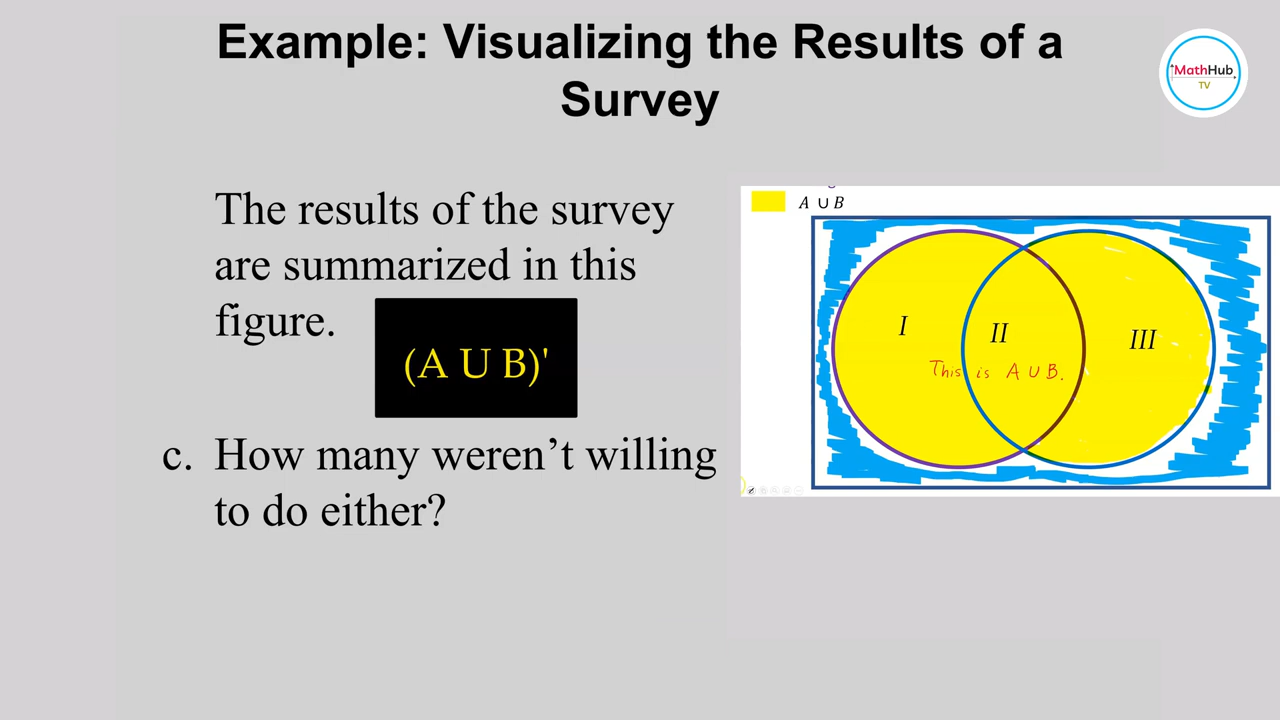 Example: Visualizing the Results of a
Survey
MathHub
TV
The results of the survey
are summarized in this
figure.
(A U B)'
c. How many weren’t willing
to do either?
A ∪ B
I
II
III
This is A ∪ B.